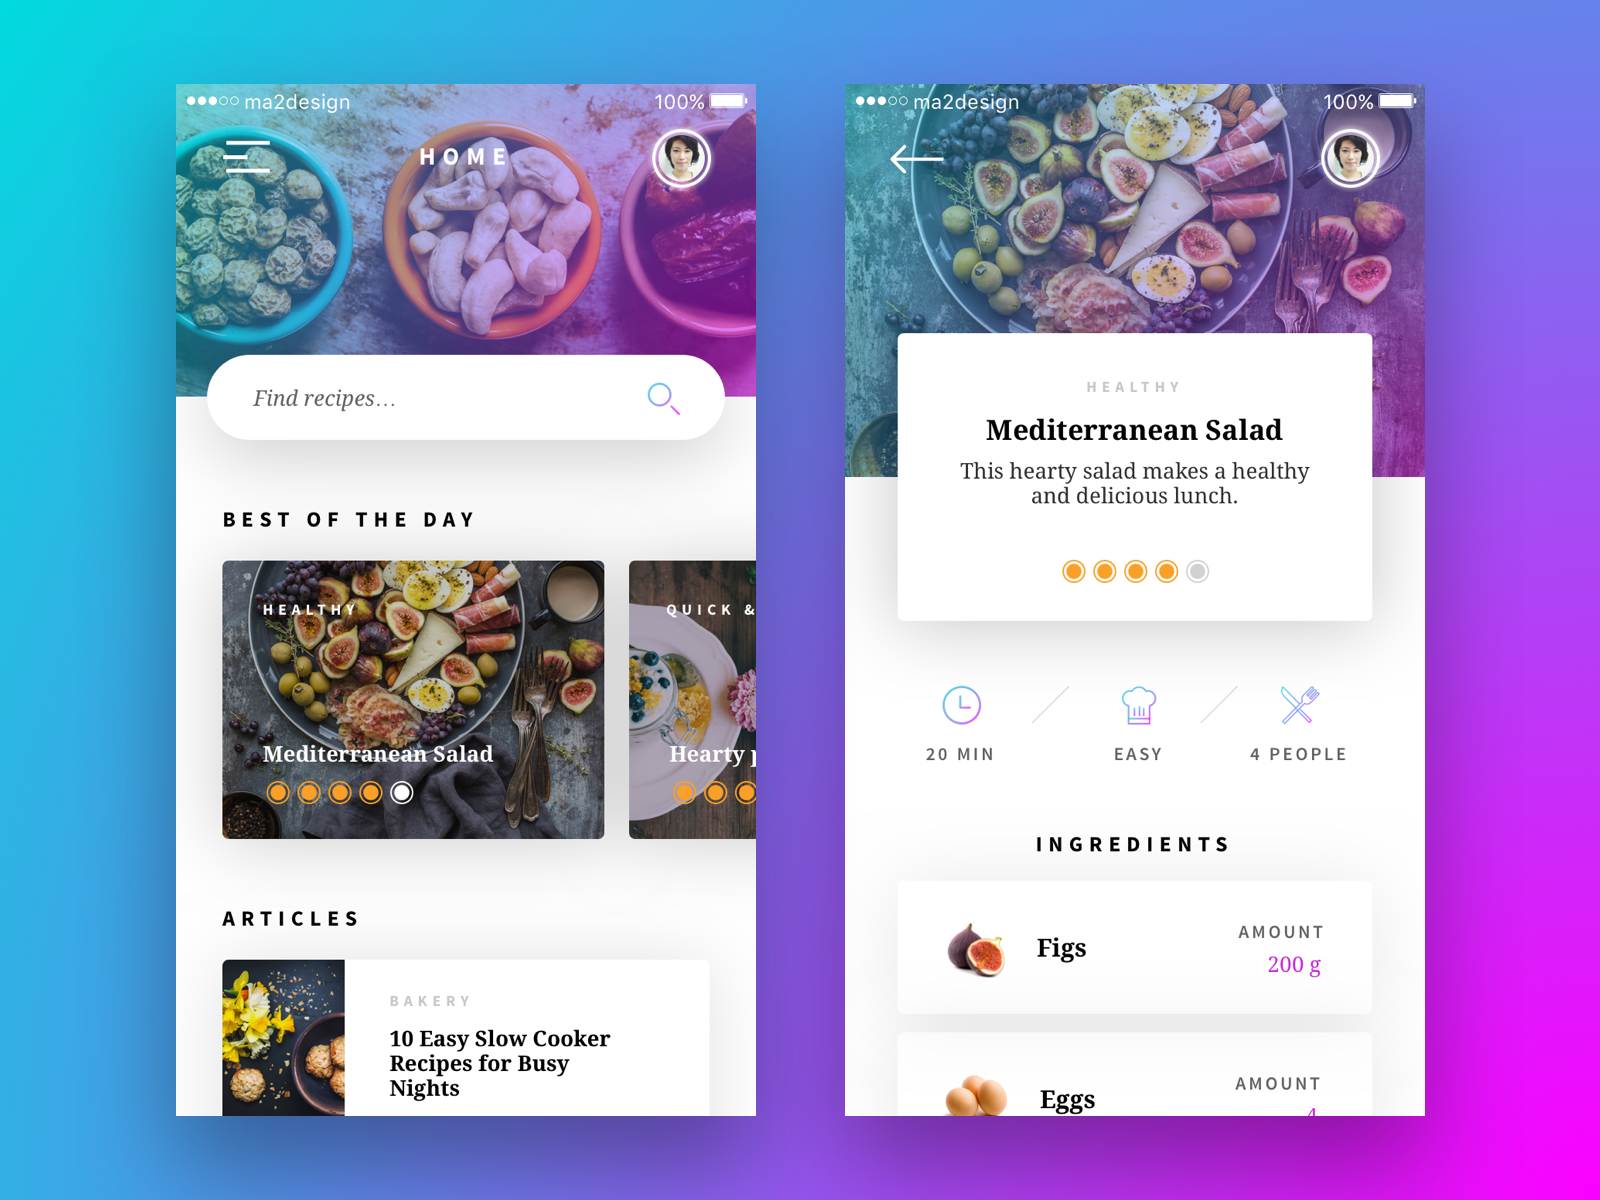 ma2design
100%
HOME
Find recipes...
BEST OF THE DAY
HEALTHY
Mediterranean Salad
QUICK &
Hearty
ARTICLES
BAKERY
10 Easy Slow Cooker
Recipes for Busy
Nights
ma2design
100%
HEALTHY
Mediterranean Salad
This hearty salad makes a healthy
and delicious lunch.
20 MIN
EASY
4 PEOPLE
INGREDIENTS
Figs
AMOUNT
200 g
Eggs
AMOUNT
4